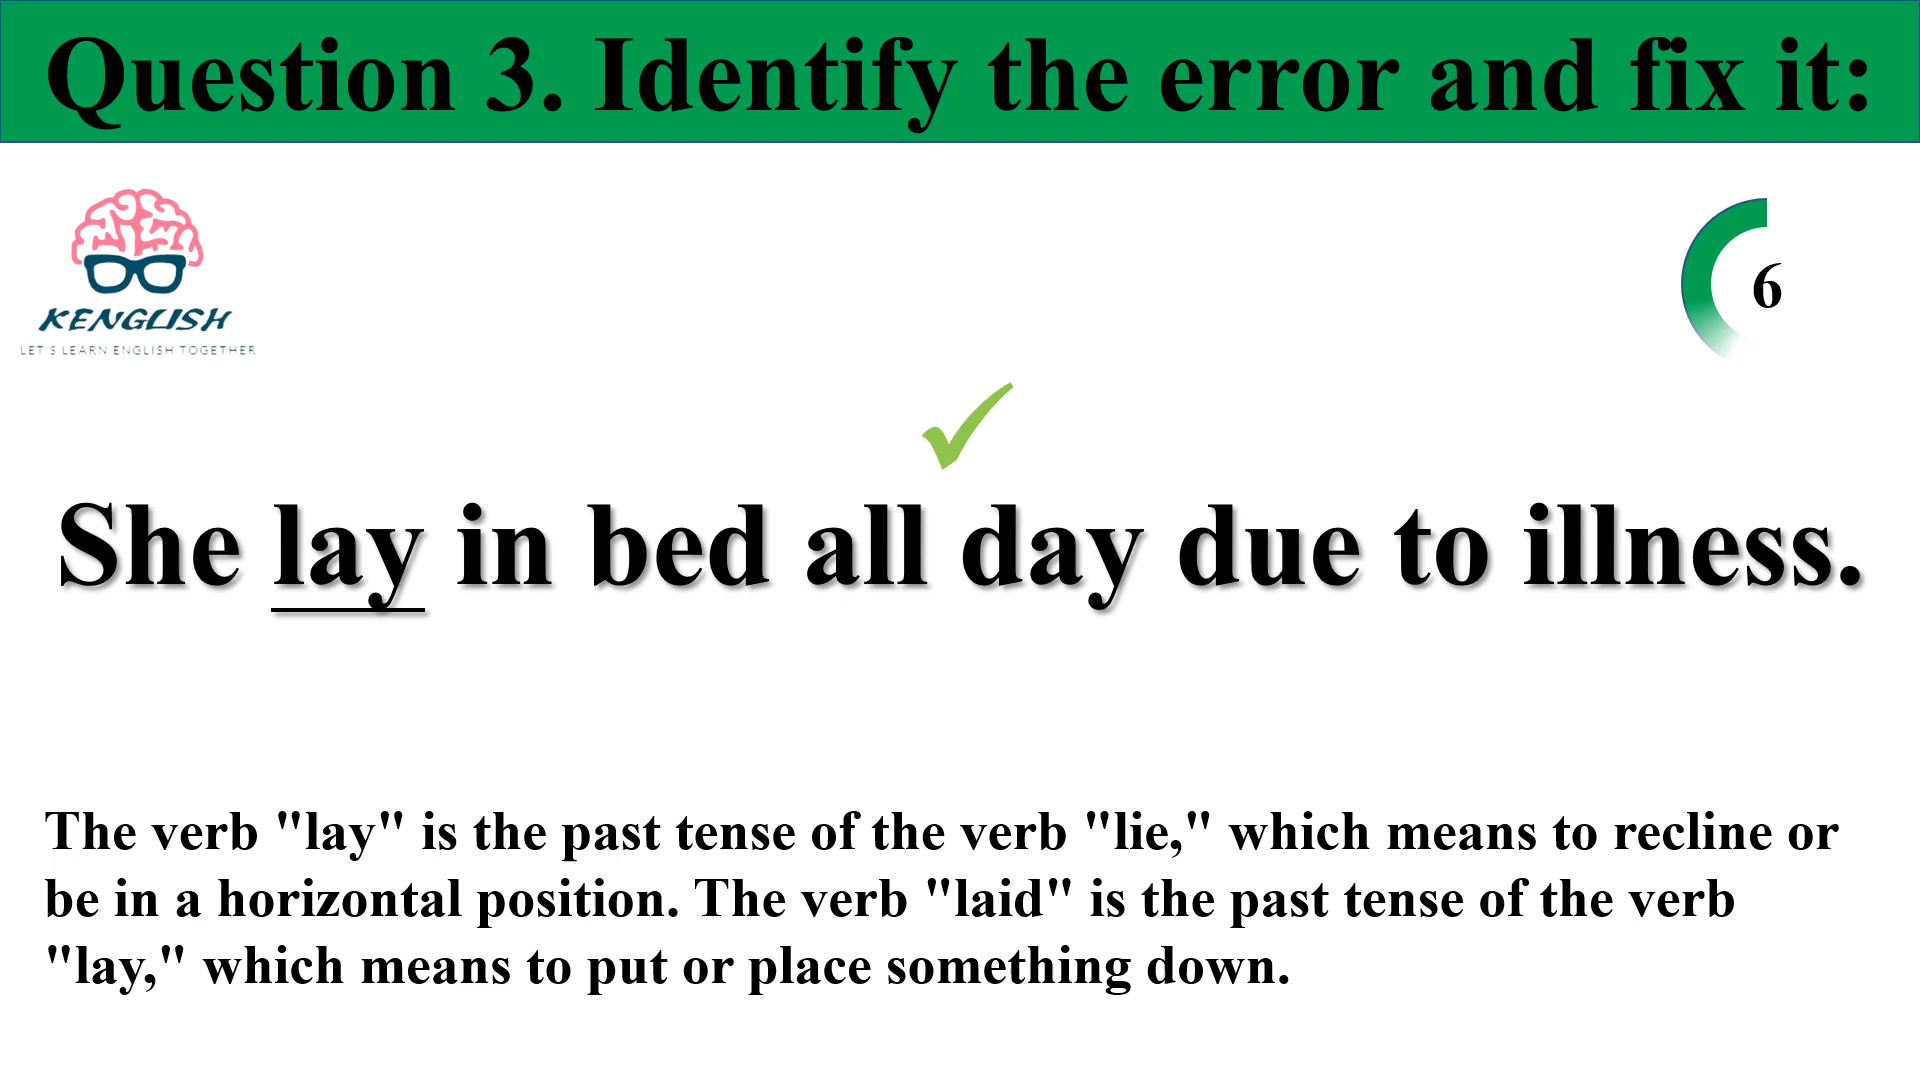 Question 3. Identify the error and fix it:
KENGLISH
LET'S LEARN ENGLISH TOGETHER
6
She lay in bed all day due to illness.
The verb "lay" is the past tense of the verb "lie," which means to recline or
be in a horizontal position. The verb "laid" is the past tense of the verb
"lay," which means to put or place something down.